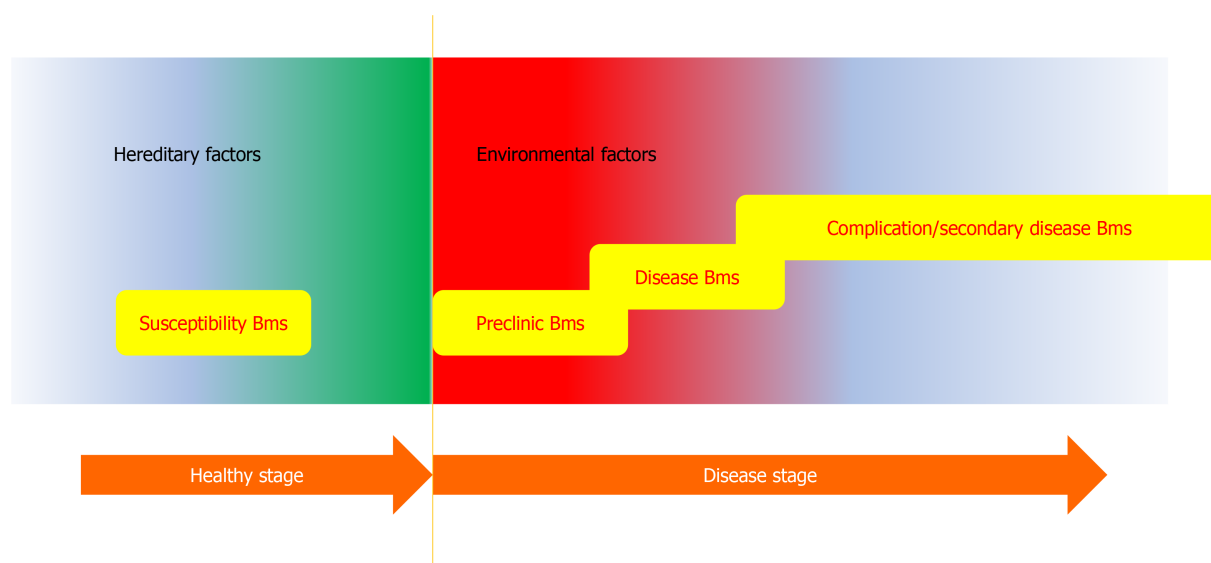 Hereditary factors
Environmental factors
Complication/secondary disease Bms
Disease Bms
Susceptibility Bms
Preclinic Bms
Healthy stage
Disease stage